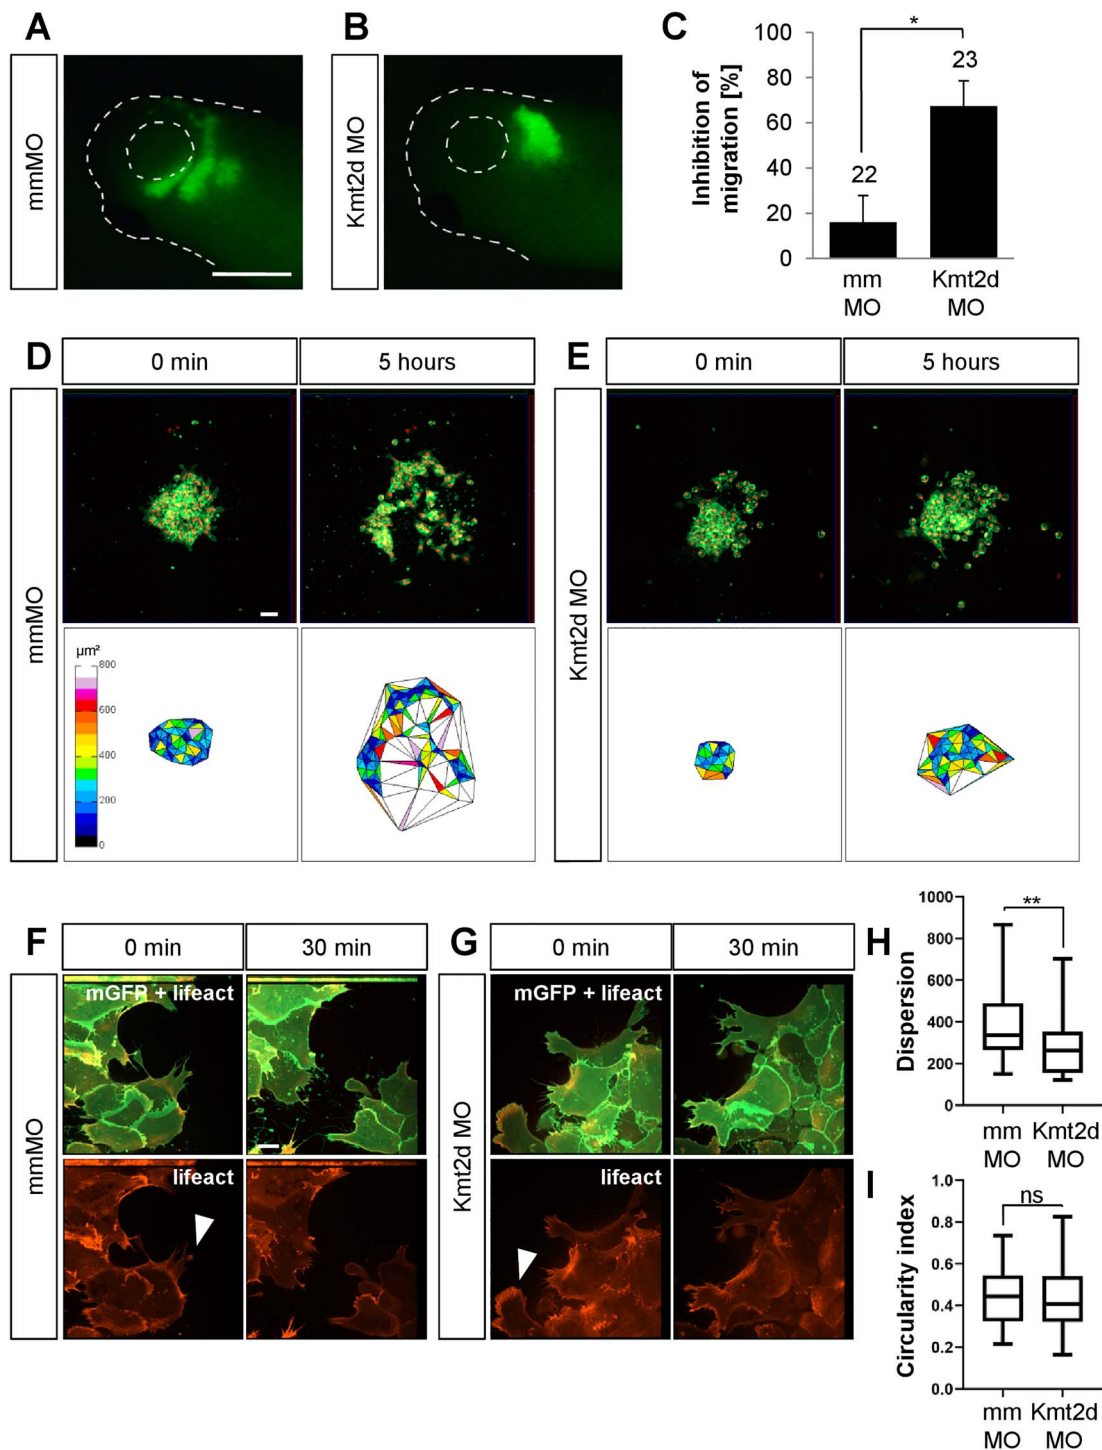 A
B
C
mmMO
Kmt2d MO
Inhibition of
migration [%]
100
80
60
40
20
0
*
22
23
mm
MO
Kmt2d
MO
D
0 min
5 hours
E
0 min
5 hours
mmMO
Kmt2d MO
µm²
800
600
400
200
0
F
0 min
30 min
G
0 min
30 min
mmMO
mGFP + lifeact
lifeact
Kmt2d MO
mGFP + lifeact
lifeact
H
Dispersion
1000
800
600
400
200
0
**
mm
MO
Kmt2d
MO
I
Circularity index
1.0
0.8
0.6
0.4
0.2
0.0
ns
mm
MO
Kmt2d
MO